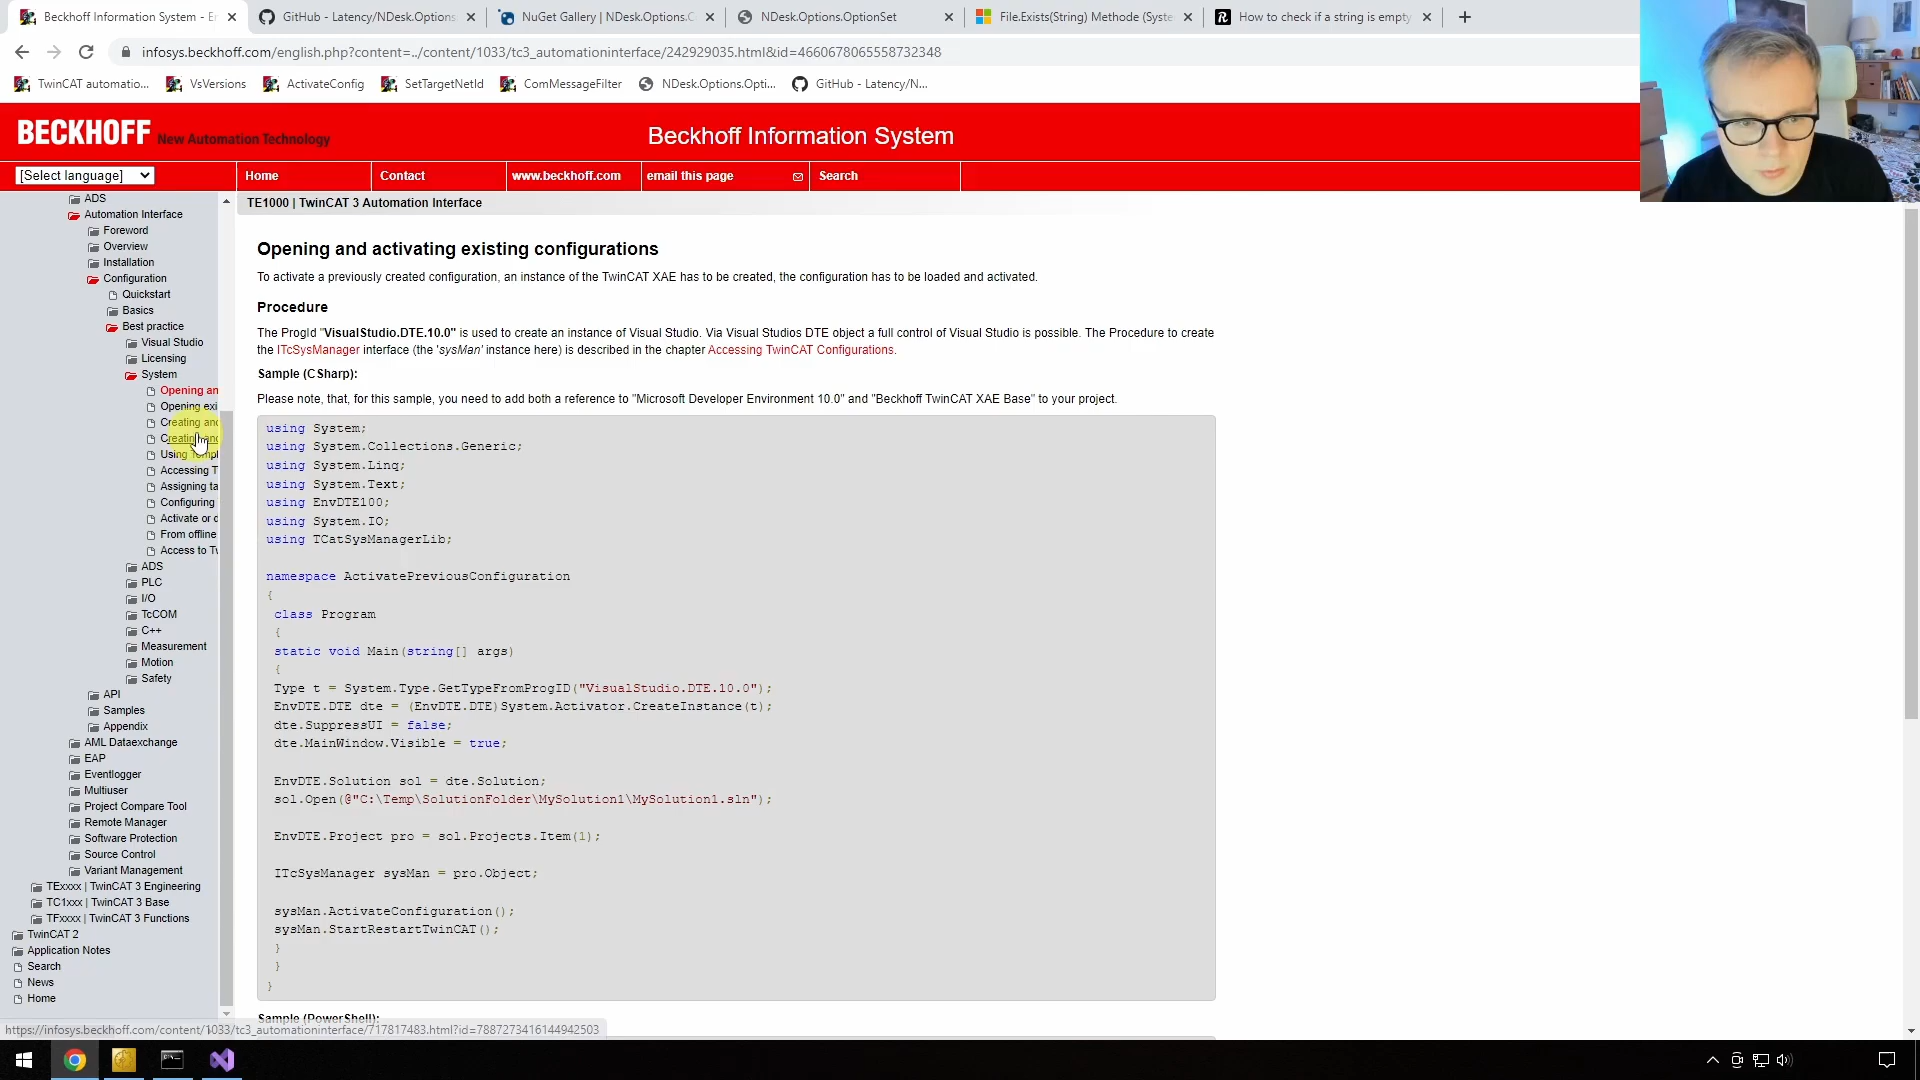 Beckhoff Information System - Er
GitHub - Latency/NDesk.Options
NuGet Gallery | NDesk.Options.C
NDesk.Options.OptionSet
File.Exists(String) Methode (Syste
How to check if a string is empty
infosys.beckhoff.com/english.php?content=../content/1033/tc3_automationinterface/242929035.html&id=4660678065558732348
TwinCAT automatio...
VsVersions
ActivateConfig
SetTargetNetId
ComMessageFilter
NDesk.Options.Opti...
GitHub - Latency/N...
BECKHOFF New Automation Technology
Beckhoff Information System
[Select language]
Home
Contact
www.beckhoff.com
email this page
Search
ADS
Automation Interface
Foreword
Overview
Installation
Configuration
Quickstart
Basics
Best practice
Visual Studio
Licensing
System
Opening an
Opening exi
Creating and
Creating and
Using Templ
Accessing T
Assigning ta
Configuring
Activate or c
From offline
Access to Tw
ADS
PLC
I/O
TcCOM
C++
Measurement
Motion
Safety
API
Samples
Appendix
AML Dataexchange
EAP
Eventlogger
Multiuser
Project Compare Tool
Remote Manager
Software Protection
Source Control
Variant Management
TExxxx | TwinCAT 3 Engineering
TC1xxx | TwinCAT 3 Base
TFxxxx | TwinCAT 3 Functions
TwinCAT 2
Application Notes
Search
News
Home
TE1000 | TwinCAT 3 Automation Interface
Opening and activating existing configurations
To activate a previously created configuration, an instance of the TwinCAT XAE has to be created, the configuration has to be loaded and activated.
Procedure
The ProgId "VisualStudio.DTE.10.0" is used to create an instance of Visual Studio. Via Visual Studios DTE object a full control of Visual Studio is possible. The Procedure to create
the ITcSysManager interface (the 'sysMan' instance here) is described in the chapter Accessing TwinCAT Configurations.
Sample (CSharp):
Please note, that, for this sample, you need to add both a reference to "Microsoft Developer Environment 10.0" and "Beckhoff TwinCAT XAE Base" to your project.
using System;
using System.Collections.Generic;
using System.Linq;
using System.Text;
using EnvDTE100;
using System.IO;
using TCatSysManagerLib;
namespace ActivatePreviousConfiguration
{
class Program
{
static void Main(string[] args)
{
Type t = System.Type.GetTypeFromProgID("VisualStudio.DTE.10.0");
EnvDTE.DTE dte = (EnvDTE.DTE)System.Activator.CreateInstance(t);
dte.SuppressUI = false;
dte.MainWindow.Visible = true;
EnvDTE.Solution sol = dte.Solution;
sol.Open(@"C:\Temp\SolutionFolder\MySolution1\MySolution1.sln");
EnvDTE.Project pro = sol.Projects.Item(1);
ITcSysManager sysMan = pro.Object;
sysMan.ActivateConfiguration();
sysMan.StartRestartTwinCAT();
}
}
}
Sample (PowerShell):
https://infosys.beckhoff.com/content/1033/tc3_automationinterface/717817483.html?id=7887273416144942503